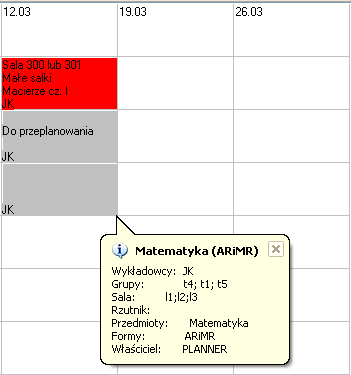 12.03 19.03 26.03
Sala 300 lub 301
Małe salki
Macierze cz. I
JK
Do przeplanowania
JK
JK
Matematyka (ARiMR)
Wykładowcy: JK
Grupy: t4; t1; t5
Sala: l1;l2;l3
Rzutnik:
Przedmioty: Matematyka
Formy: ARiMR
Właściciel: PLANNER